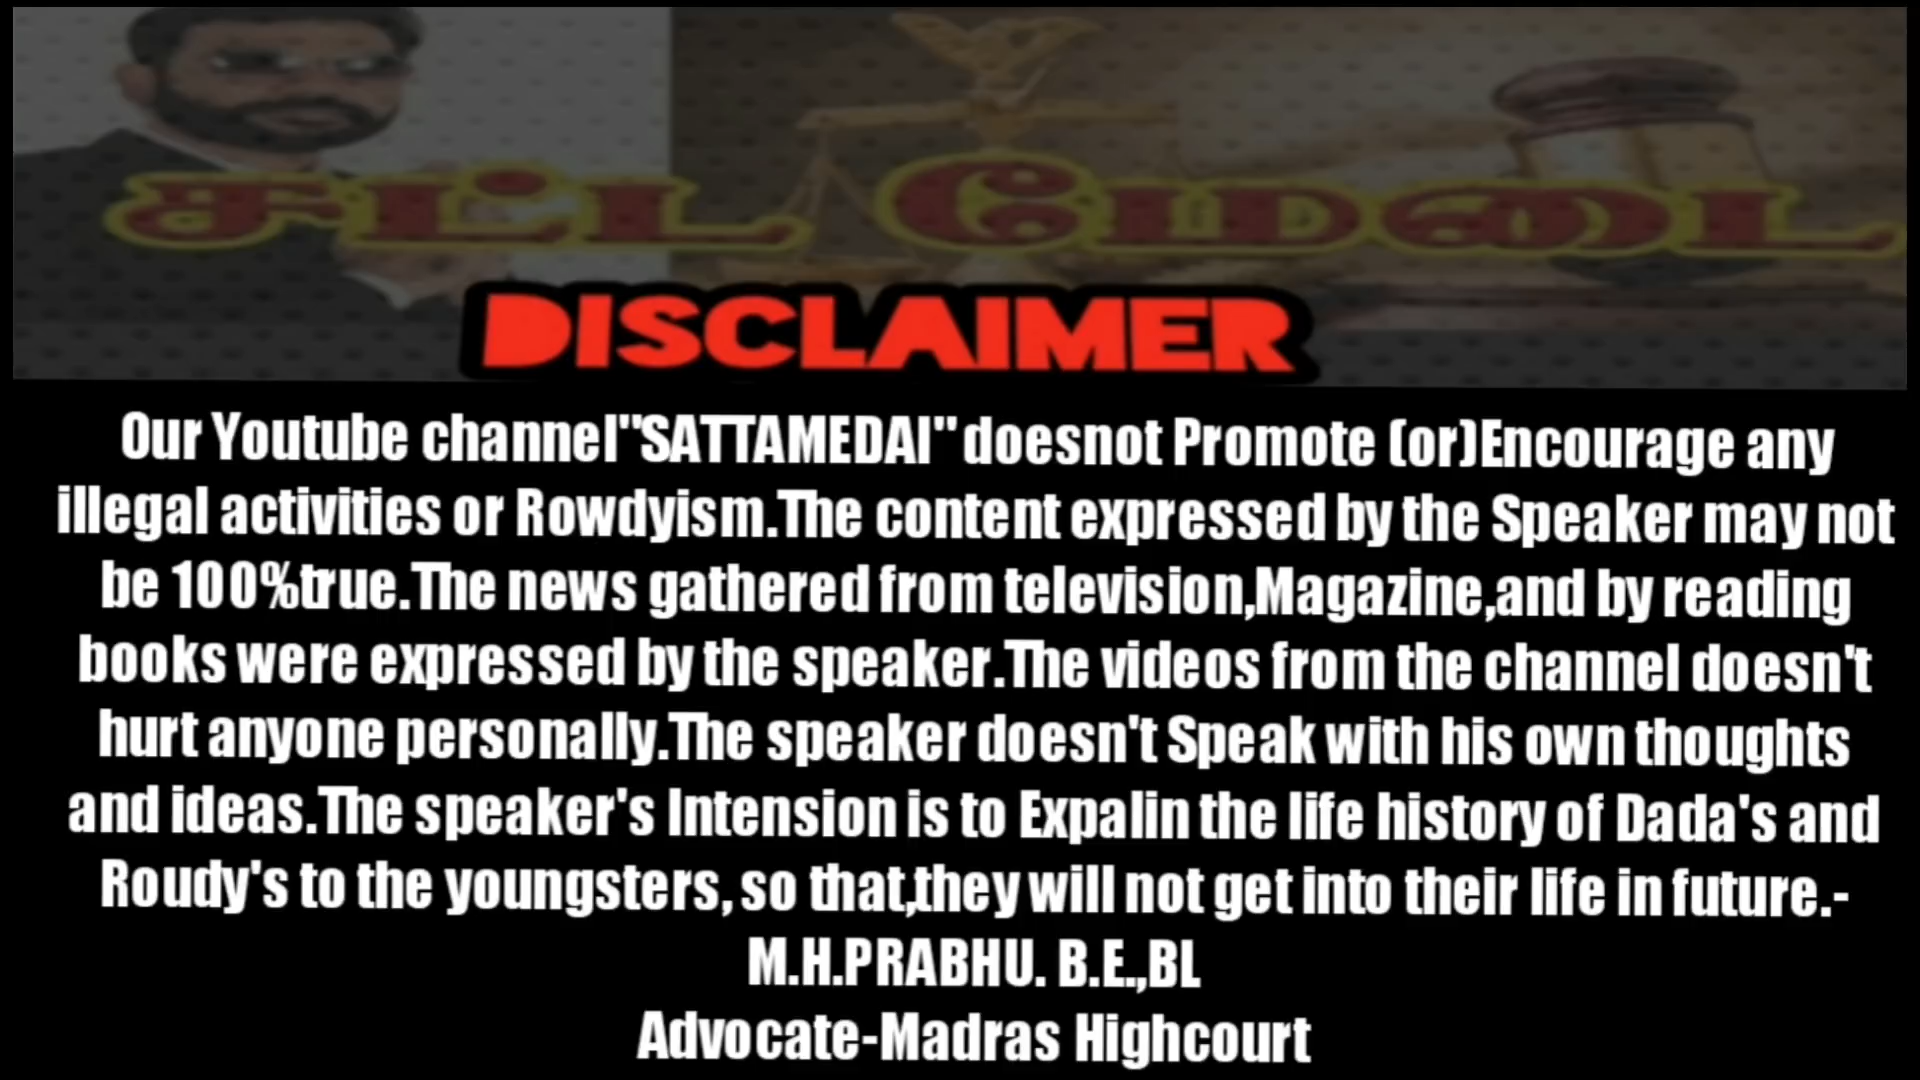 சட்ட மேடை
DISCLAIMER
Our Youtube channel"SATTAMEDAI"doesnot Promote (or)Encourage any
illegal activities or Rowdyism.The content expressed by the Speaker may not
be 100%true.The news gathered from television,Magazine,and by reading
books were expressed by the speaker.The videos from the channel doesn't
hurt anyone personally.The speaker doesn't Speak with his own thoughts
and ideas.The speaker's Intension is to Expalin the life history of Dada's and
Roudy's to the youngsters, so that,they will not get into their life in future.-
M.H.PRABHU. B.E.,BL
Advocate-Madras Highcourt